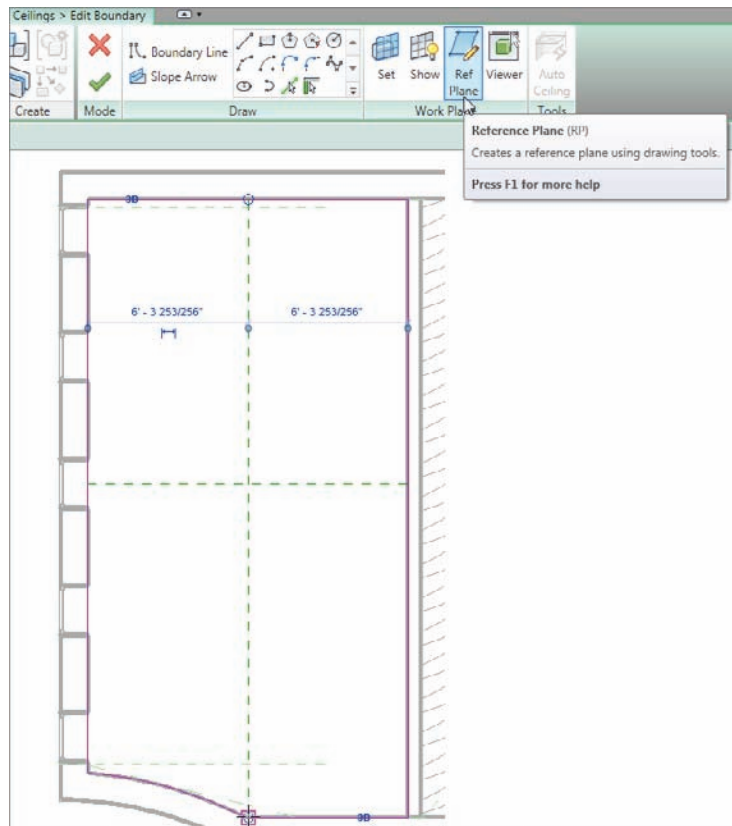 Ceilings > Edit Boundary
Boundary Line
Slope Arrow
Set Show Ref Plane Viewer Auto Ceiling
Create Mode Draw Work Plane Tools
Reference Plane (RP)
Creates a reference plane using drawing tools.
Press F1 for more help
3D
6' - 3 253/256" 6' - 3 253/256"
3D